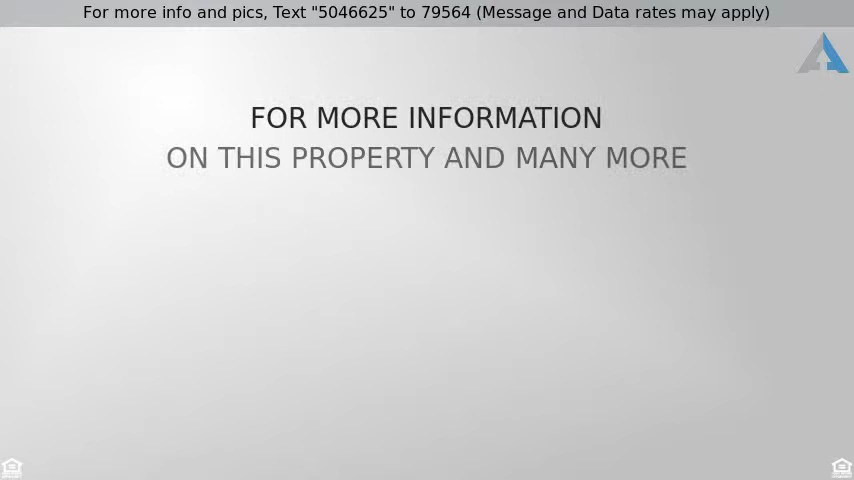 For more info and pics, Text "5046625" to 79564 (Message and Data rates may apply)
FOR MORE INFORMATION
ON THIS PROPERTY AND MANY MORE